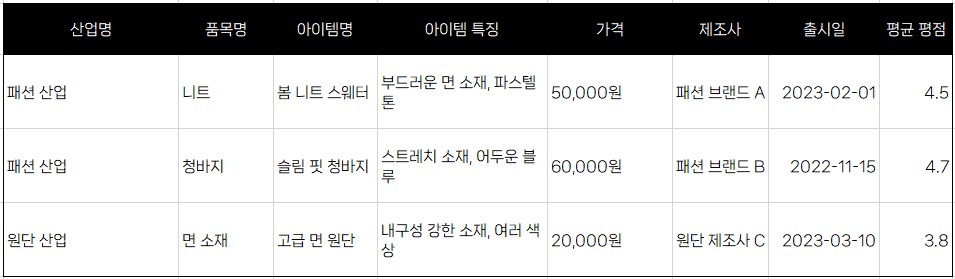 산업명 품목명 아이템명 아이템 특징 가격 제조사 출시일 평균 평점
패션 산업 니트 봄 니트 스웨터 부드러운 면 소재, 파스텔 톤 50,000원 패션 브랜드 A 2023-02-01 4.5
패션 산업 청바지 슬림 핏 청바지 스트레치 소재, 어두운 블루 60,000원 패션 브랜드 B 2022-11-15 4.7
원단 산업 면 소재 고급 면 원단 내구성 강한 소재, 여러 색상 20,000원 원단 제조사 C 2023-03-10 3.8